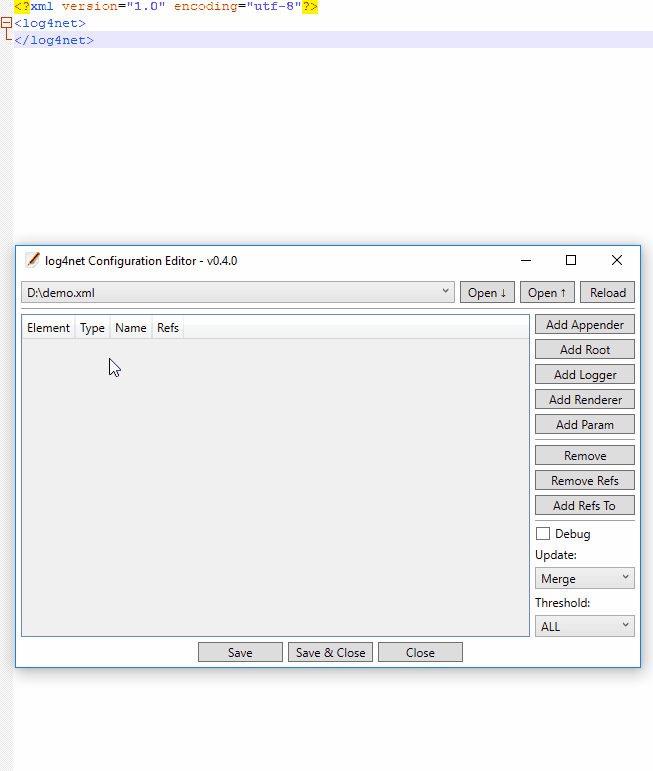 <?xml version="1.0" encoding="utf-8"?>
<log4net>
</log4net>
log4net Configuration Editor - v0.4.0
D:\demo.xml
Open ↓
Open ↑
Reload
Element Type Name Refs
Add Appender
Add Root
Add Logger
Add Renderer
Add Param
Remove
Remove Refs
Add Refs To
Debug
Update:
Merge
Threshold:
ALL
Save
Save & Close
Close